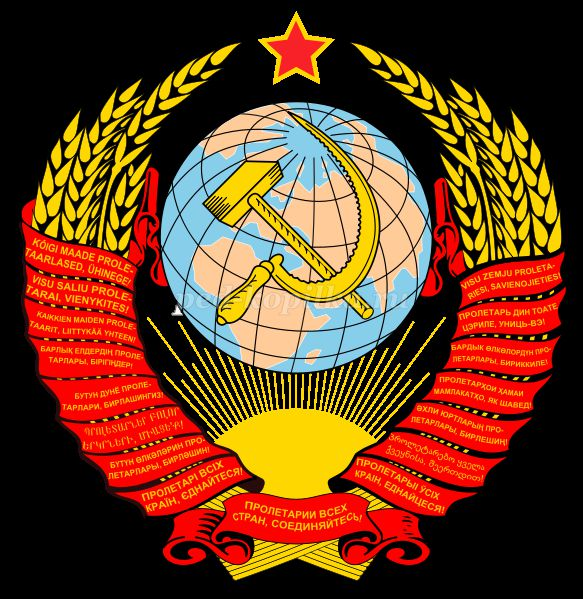 KÕIGI MAADE PROLE-
TAARLASED, ÜHINEGE!
VISU SALIU PROLE-
TARAI, VIENYKITES!
KAIKKIEN MAIDEN PROLE-
TAARIT, LIITTYKÄÄ YHTEEN!
БАРЛЫК ЕЛДЕРДІҢ ПРОЛЕ-
ТАРЛАРЫ, БІРІГІҢДЕР!
БУТУН ДУНЁ ПРОЛЕ-
ТАРЛАРИ, БИРЛАШИНГИЗ!
ՊՐՈԼԵՏԱՐՆԵՐ ԲՈԼՈՐ
ԵՐԿՐՆԵՐԻ, ՄԻԱՑԵ՛Ք!
БҮТҮН ӨЛКӘЛӘРИН ПРО-
ЛЕТАРЛАРЫ, БИРЛӘШИН!
ПРОЛЕТАРІ ВСІХ
КРАЇН, ЄДНАЙТЕСЯ!
ПРОЛЕТАРИИ ВСЕХ
СТРАН, СОЕДИНЯЙТЕСЬ!
VISU ZEMJU PROLETA-
RIEŠI, SAVIENOJIETIES!
ПРОЛЕТАРЬ ДИН ТОАТЕ
ЦЭРИЛЕ, УНИЦЬ-ВЭ!
БАРДЫК ӨЛКӨЛӨРДҮН ПРО-
ЛЕТАРЛАРЫ, БИРИККИЛЕ!
ПРОЛЕТАРҲОИ ҲАМАИ
МАМЛАКАТҲО, ЯК ШАВЕД!
ӘХЛИ ЮРТЛАРЫҢ ПРО-
ЛЕТАРЛАРЫ, БИРЛЕШИҢ!
პროლეტარებო ყველა
ქვეყნისა, შეერთდით!
ПРОЛЕТАРЫІ ЎСІХ
КРАІН, ЕДНАЙЦЕСЯ!